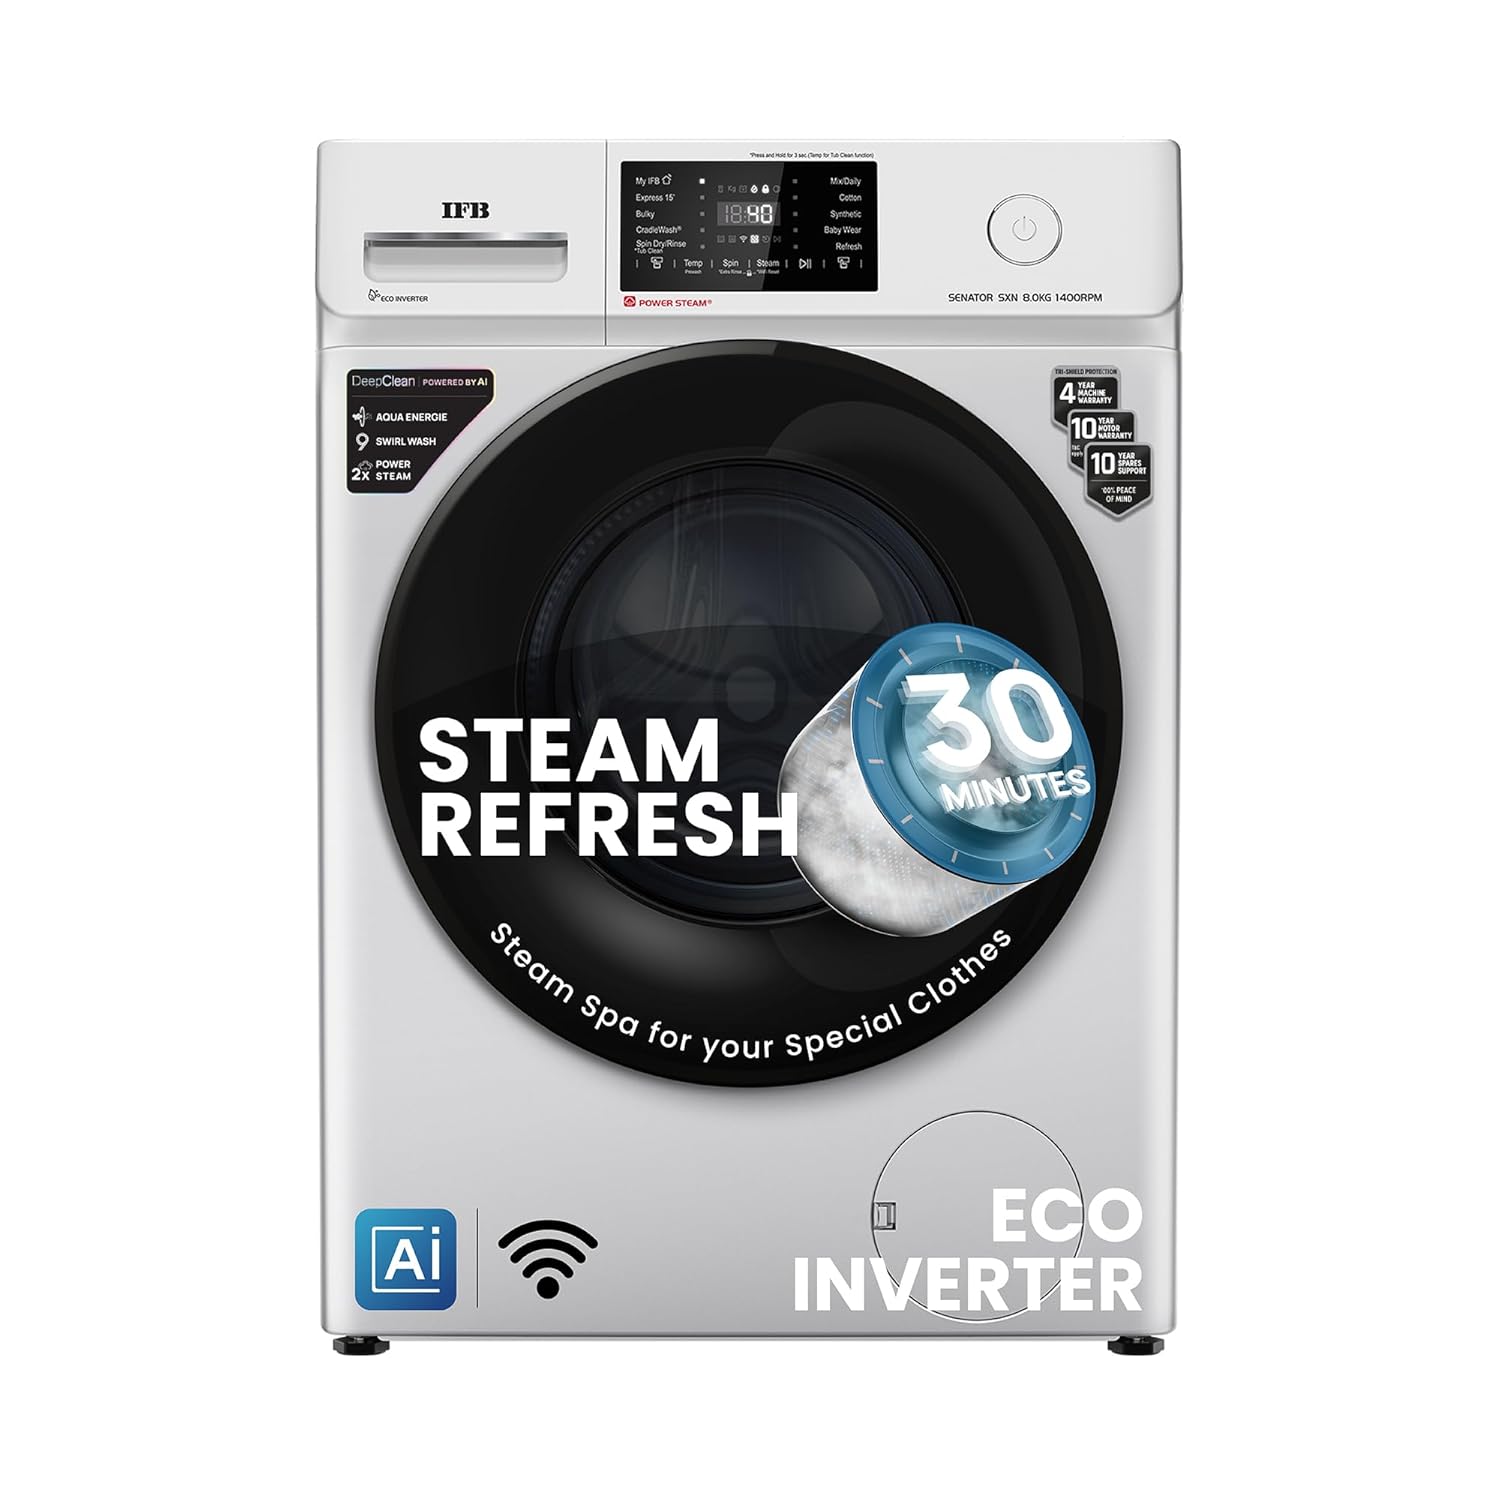 *Press and Hold for 3 sec.(Temp for Tub Clean function)
IFB
My IFB
Express 15'
Bulky
CradleWash®
Spin Dry/Rinse
*Tub Clean
18:40
Mix/Daily
Cotton
Synthetic
Baby Wear
Refresh
Temp
Spin
Steam
Prewash
*Extra Rinse
*Wifi Reset
ECO INVERTER
POWER STEAM®
SENATOR SXN 8.0KG 1400RPM
DeepClean | POWERED BY AI
AQUA ENERGIE
9 SWIRL WASH
2X POWER STEAM
TRI-SHIELD PROTECTION
4 YEAR MACHINE WARRANTY
10 YEAR MOTOR WARRANTY
T&C apply
10 YEAR SPARES SUPPORT
100% PEACE
OF MIND
STEAM
REFRESH
30
MINUTES
Steam Spa for your Special Clothes
Ai
ECO
INVERTER